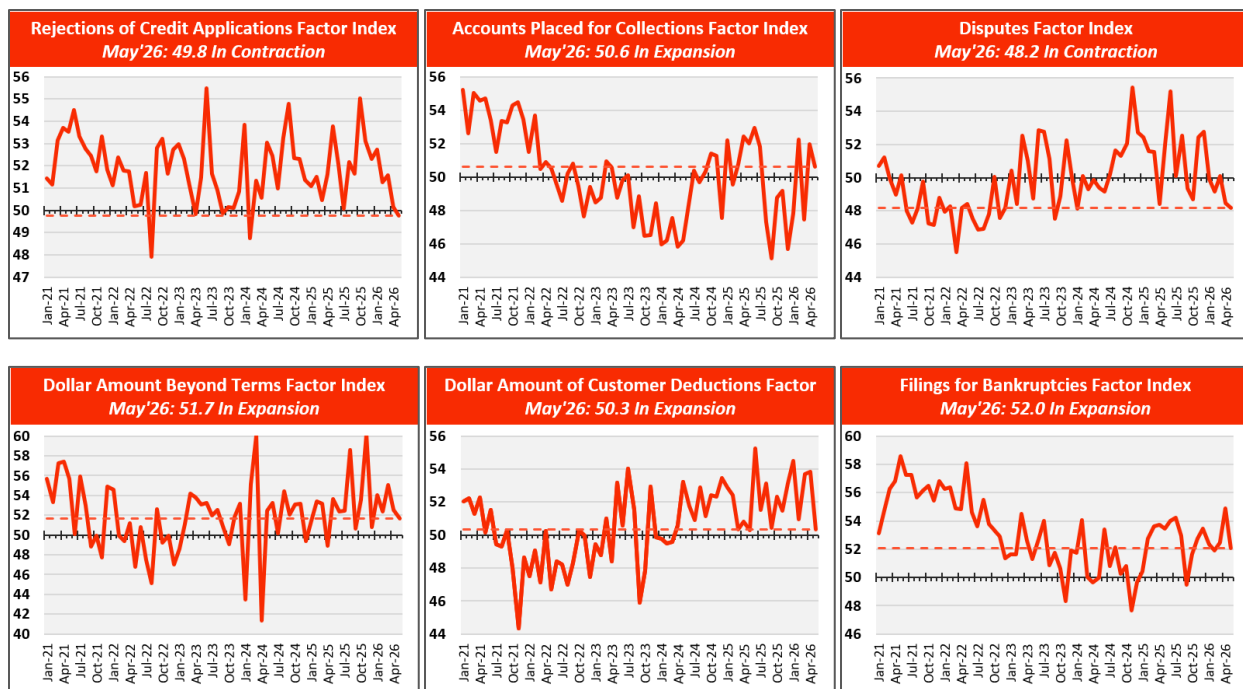 Rejections of Credit Applications Factor Index
May'26: 49.8 In Contraction
56
55
54
53
52
51
50
49
48
47
Jan-21
Apr-21
Jul-21
Oct-21
Jan-22
Apr-22
Jul-22
Oct-22
Jan-23
Apr-23
Jul-23
Oct-23
Jan-24
Apr-24
Jul-24
Oct-24
Jan-25
Apr-25
Jul-25
Oct-25
Jan-26
Apr-26
Accounts Placed for Collections Factor Index
May'26: 50.6 In Expansion
56
54
52
50
48
46
44
Jan-21
Apr-21
Jul-21
Oct-21
Jan-22
Apr-22
Jul-22
Oct-22
Jan-23
Apr-23
Jul-23
Oct-23
Jan-24
Apr-24
Jul-24
Oct-24
Jan-25
Apr-25
Jul-25
Oct-25
Jan-26
Apr-26
Disputes Factor Index
May'26: 48.2 In Contraction
56
54
52
50
48
46
44
Jan-21
Apr-21
Jul-21
Oct-21
Jan-22
Apr-22
Jul-22
Oct-22
Jan-23
Apr-23
Jul-23
Oct-23
Jan-24
Apr-24
Jul-24
Oct-24
Jan-25
Apr-25
Jul-25
Oct-25
Jan-26
Apr-26
Dollar Amount Beyond Terms Factor Index
May'26: 51.7 In Expansion
60
58
56
54
52
50
48
46
44
42
40
Jan-21
Apr-21
Jul-21
Oct-21
Jan-22
Apr-22
Jul-22
Oct-22
Jan-23
Apr-23
Jul-23
Oct-23
Jan-24
Apr-24
Jul-24
Oct-24
Jan-25
Apr-25
Jul-25
Oct-25
Jan-26
Apr-26
Dollar Amount of Customer Deductions Factor
May'26: 50.3 In Expansion
56
54
52
50
48
46
44
Jan-21
Apr-21
Jul-21
Oct-21
Jan-22
Apr-22
Jul-22
Oct-22
Jan-23
Apr-23
Jul-23
Oct-23
Jan-24
Apr-24
Jul-24
Oct-24
Jan-25
Apr-25
Jul-25
Oct-25
Jan-26
Apr-26
Filings for Bankruptcies Factor Index
May'26: 52.0 In Expansion
60
58
56
54
52
50
48
46
Jan-21
Apr-21
Jul-21
Oct-21
Jan-22
Apr-22
Jul-22
Oct-22
Jan-23
Apr-23
Jul-23
Oct-23
Jan-24
Apr-24
Jul-24
Oct-24
Jan-25
Apr-25
Jul-25
Oct-25
Jan-26
Apr-26